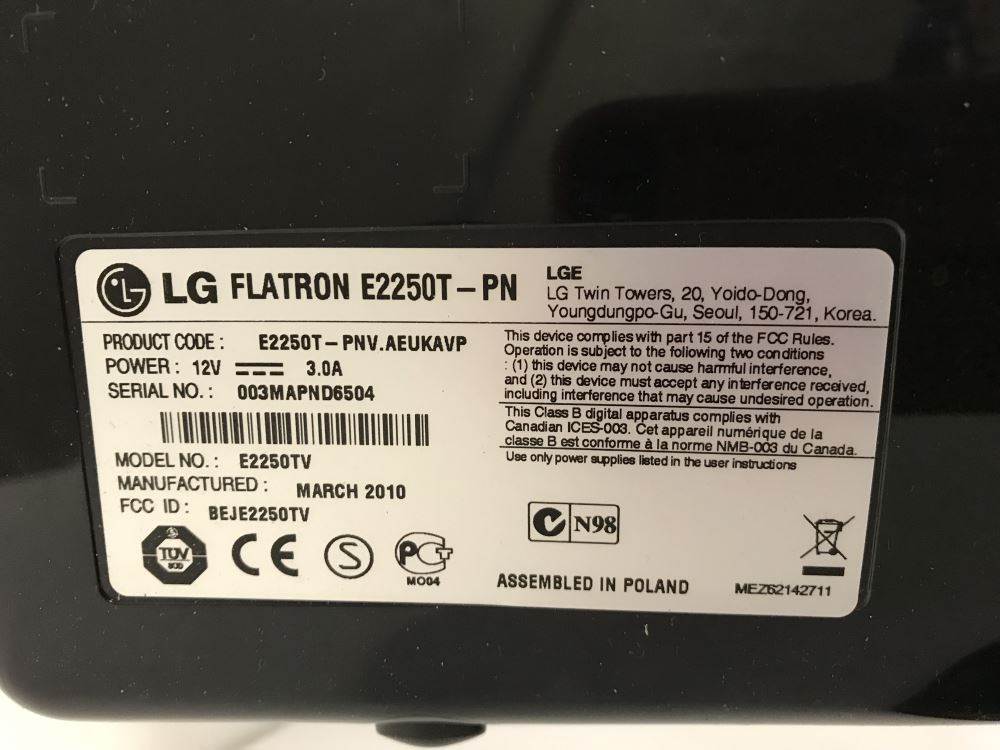 LG FLATRON E2250T-PN
LGE
LG Twin Towers, 20, Yoido-Dong,
Youngdungpo-Gu, Seoul, 150-721, Korea.
PRODUCT CODE : E2250T-PNV.AEUKAVP
POWER : 12V 3.0A
SERIAL NO. : 003MAPND6504
MODEL NO. : E2250TV
MANUFACTURED : MARCH 2010
FCC ID : BEJE2250TV
TÜV
CE
S
PCT
MO04
This device complies with part 15 of the FCC Rules.
Operation is subject to the following two conditions
: (1) this device may not cause harmful interference,
and (2) this device must accept any interference received,
including interference that may cause undesired operation.
This Class B digital apparatus complies with
Canadian ICES-003. Cet appareil numérique de la
classe B est conforme à la norme NMB-003 du Canada.
Use only power supplies listed in the user instructions
N98
ASSEMBLED IN POLAND
MEZ62142711